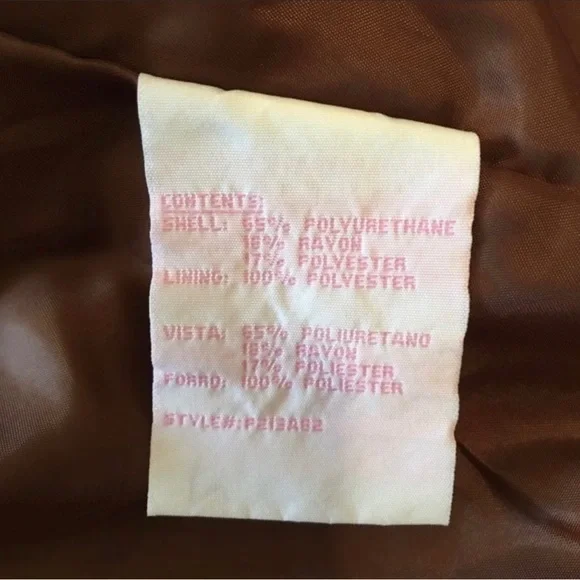 CONTENTS:
SHELL: 65% POLYURETHANE
18% RAYON
17% POLYESTER
LINING: 100% POLYESTER
VISTA: 65% POLIURETANO
18% RAYON
17% POLIESTER
FORRO: 100% POLIESTER
STYLE#: